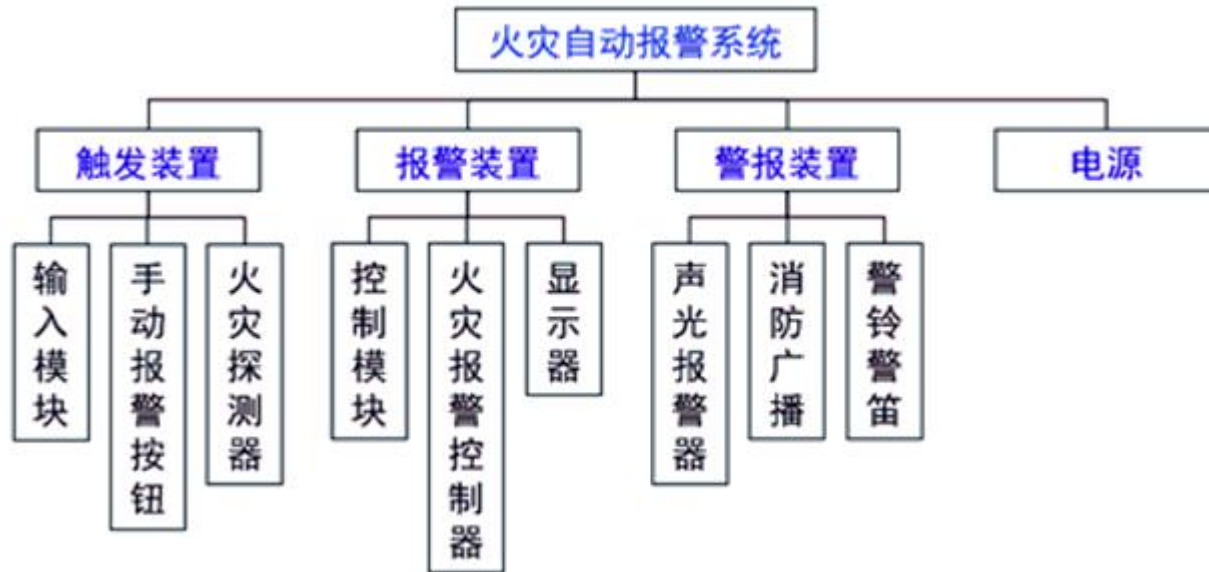 火灾自动报警系统
触发装置
报警装置
警报装置
电源
输入模块
手动报警按钮
火灾探测器
控制模块
火灾报警控制器
显示器
声光报警器
消防广播
警铃警笛